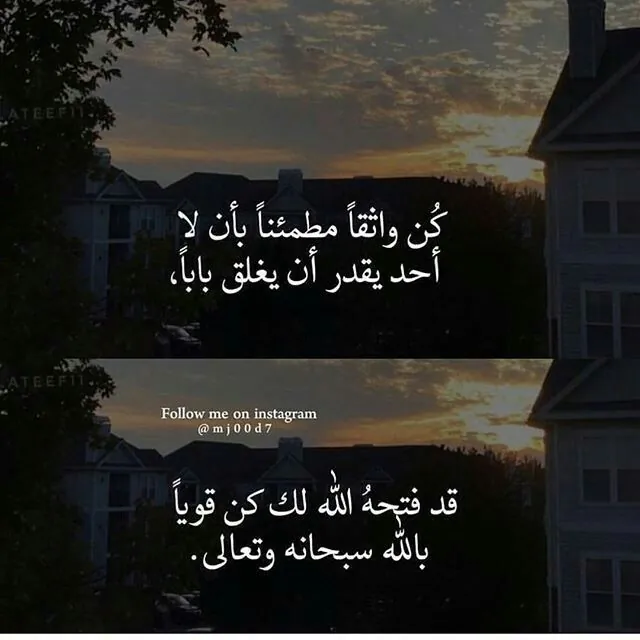 ATEEF11
كُن واثقاً مطمئناً بأن لا
أحد يقدر أن يغلق باباً،
ATEEF11
Follow me on instagram
@mj00d7
قد فتحهُ الله لك كن قوياً
بالله سبحانه وتعالى.